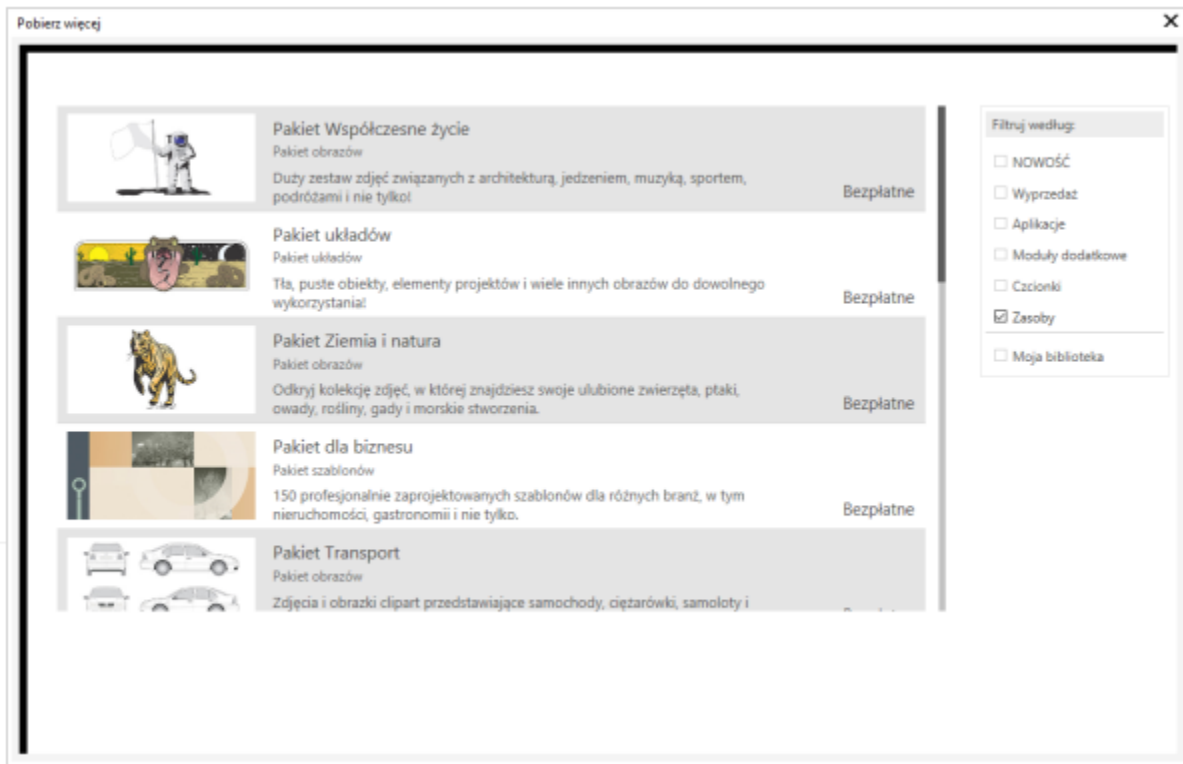 Pobierz więcej
Pakiet Współczesne życie
Pakiet obrazów
Duży zestaw zdjęć związanych z architekturą, jedzeniem, muzyką, sportem,
podróżami i nie tylko!
Bezpłatne
Pakiet układów
Pakiet układów
Tła, puste obiekty, elementy projektów i wiele innych obrazów do dowolnego
wykorzystania!
Bezpłatne
Pakiet Ziemia i natura
Pakiet obrazów
Odkryj kolekcję zdjęć, w której znajdziesz swoje ulubione zwierzęta, ptaki,
owady, rośliny, gady i morskie stworzenia.
Bezpłatne
Pakiet dla biznesu
Pakiet szablonów
150 profesjonalnie zaprojektowanych szablonów dla różnych branż, w tym
nieruchomości, gastronomii i nie tylko.
Bezpłatne
Pakiet Transport
Pakiet obrazów
Zdjęcia i obrazki clipart przedstawiające samochody, ciężarówki, samoloty i
Filtruj według:
NOWOŚĆ
Wyprzedaż
Aplikacje
Moduły dodatkowe
Czcionki
Zasoby
Moja biblioteka